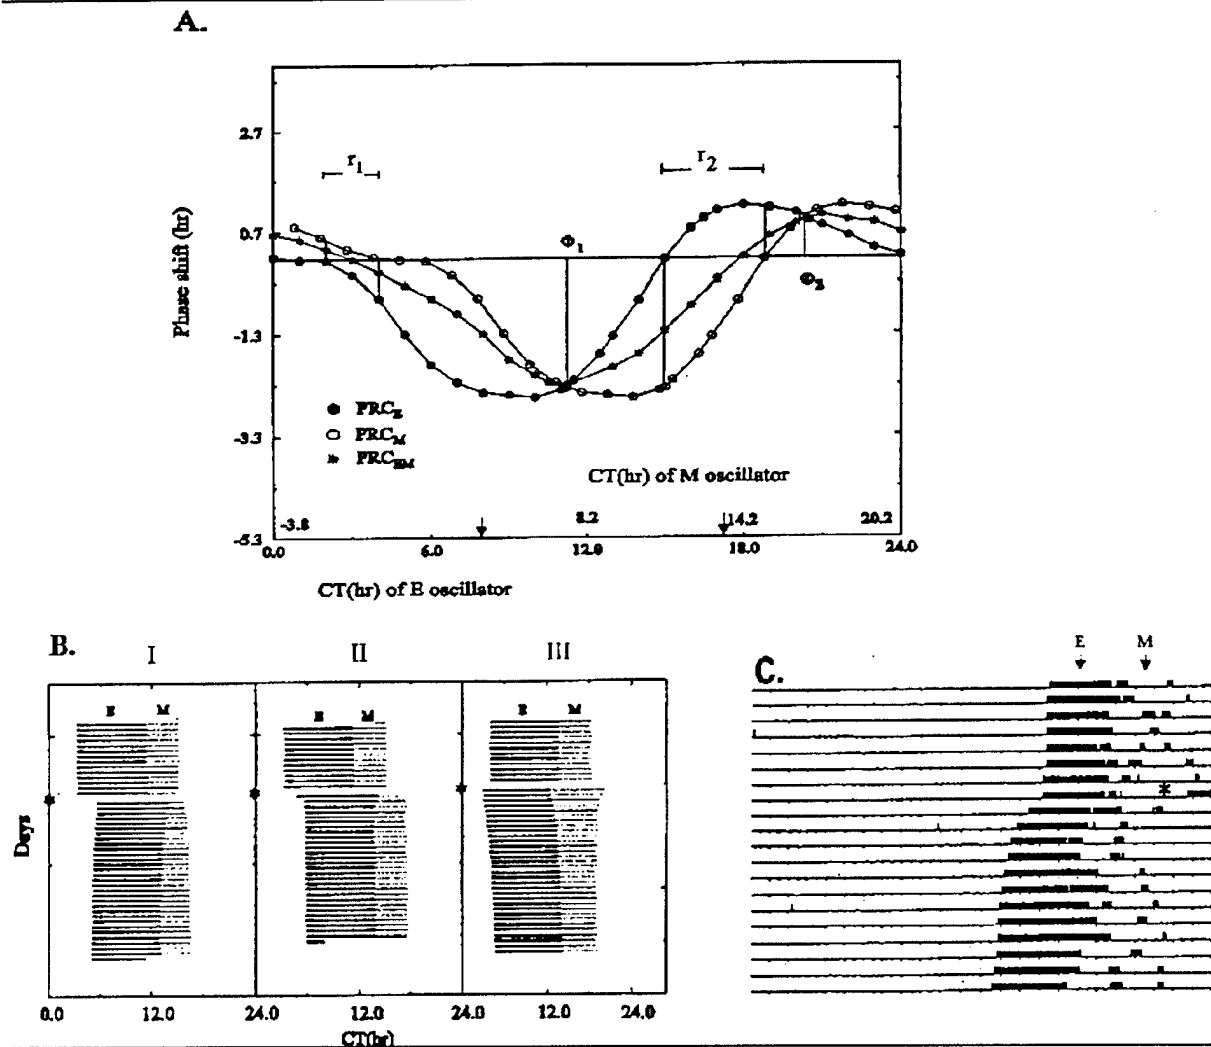 A.
2.7
r1
r2
0.7
Φ1
Φ2
Phase shift (hr)
-1.3
PRCE
-3.3
PRCM
PRCEM
CT(hr) of M oscillator
-3.8
8.2
14.2
20.2
-5.3
0.0
6.0
12.0
18.0
24.0
CT(hr) of E oscillator
B.
I
II
III
E M
E M
E M
*
*
*
Days
0.0
12.0
24.0
12.0
24.0
12.0
24.0
CT(hr)
C.
E
M
*